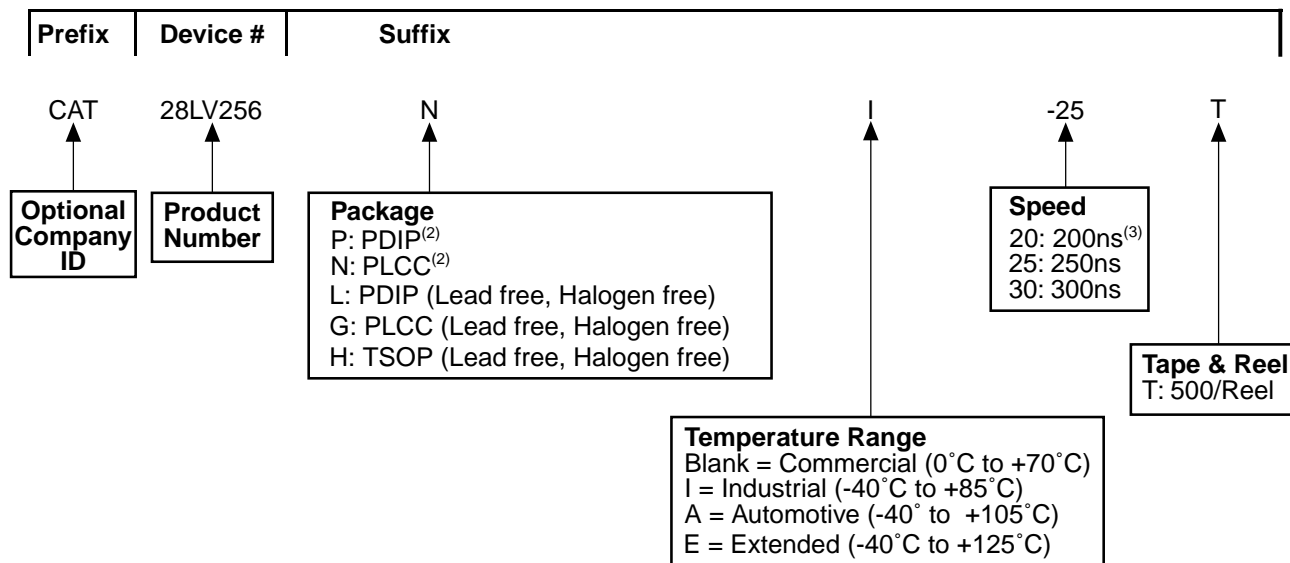 Prefix Device # Suffix
CAT 28LV256 N I -25 T
Optional
Company
ID
Product
Number
Package
P: PDIP(2)
N: PLCC(2)
L: PDIP (Lead free, Halogen free)
G: PLCC (Lead free, Halogen free)
H: TSOP (Lead free, Halogen free)
Speed
20: 200ns(3)
25: 250ns
30: 300ns
Tape & Reel
T: 500/Reel
Temperature Range
Blank = Commercial (0˚C to +70˚C)
I = Industrial (-40˚C to +85˚C)
A = Automotive (-40˚ to +105˚C)
E = Extended (-40˚C to +125˚C)